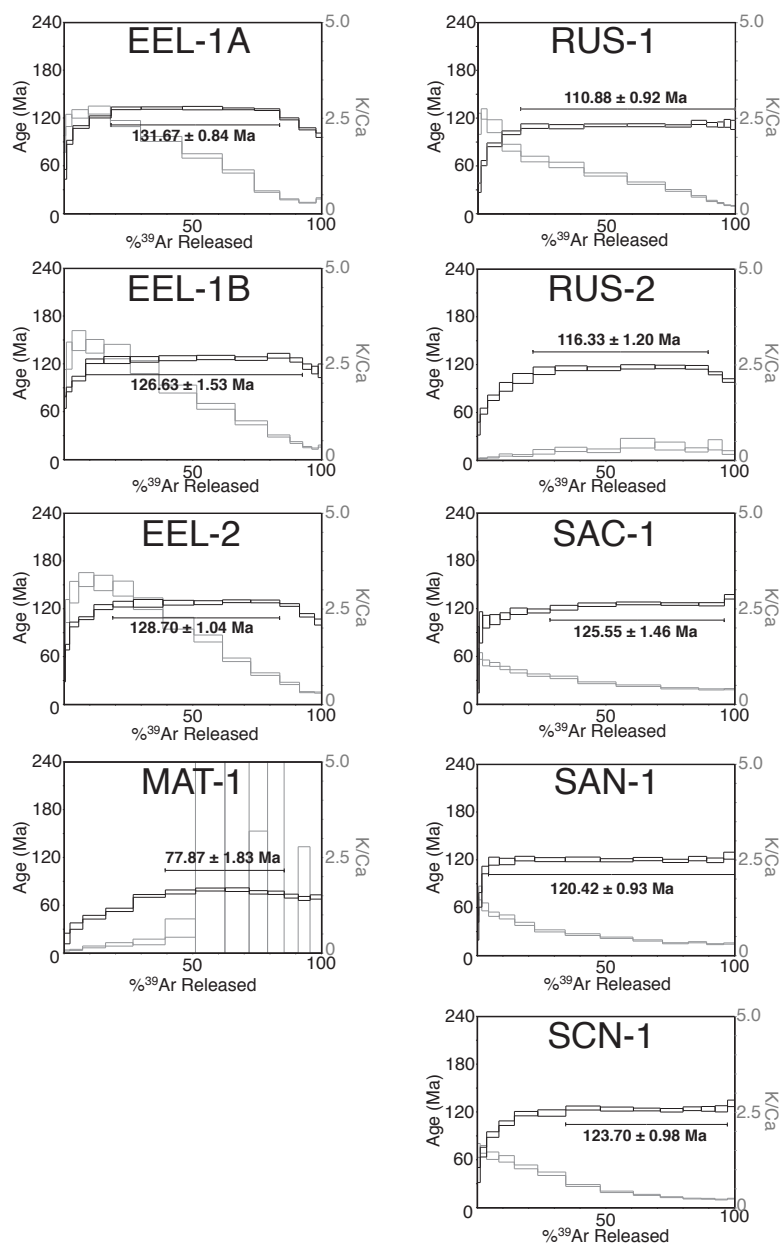 EEL-1A
240
180
120
60
0
Age (Ma)
131.67 ± 0.84 Ma
5.0
2.5
0
K/Ca
50
100
%³⁹Ar Released
RUS-1
240
180
120
60
0
Age (Ma)
110.88 ± 0.92 Ma
5.0
2.5
0
K/Ca
50
100
%³⁹Ar Released
EEL-1B
240
180
120
60
0
Age (Ma)
126.63 ± 1.53 Ma
5.0
2.5
0
K/Ca
50
100
%³⁹Ar Released
RUS-2
240
180
120
60
0
Age (Ma)
116.33 ± 1.20 Ma
5.0
2.5
0
K/Ca
50
100
%³⁹Ar Released
EEL-2
240
180
120
60
0
Age (Ma)
128.70 ± 1.04 Ma
5.0
2.5
0
K/Ca
50
100
%³⁹Ar Released
SAC-1
240
180
120
60
0
Age (Ma)
125.55 ± 1.46 Ma
5.0
2.5
0
K/Ca
50
100
%³⁹Ar Released
MAT-1
240
180
120
60
0
Age (Ma)
77.87 ± 1.83 Ma
5.0
2.5
0
K/Ca
50
100
%³⁹Ar Released
SAN-1
240
180
120
60
0
Age (Ma)
120.42 ± 0.93 Ma
5.0
2.5
0
K/Ca
50
100
%³⁹Ar Released
SCN-1
240
180
120
60
0
Age (Ma)
123.70 ± 0.98 Ma
5.0
2.5
0
K/Ca
50
100
%³⁹Ar Released